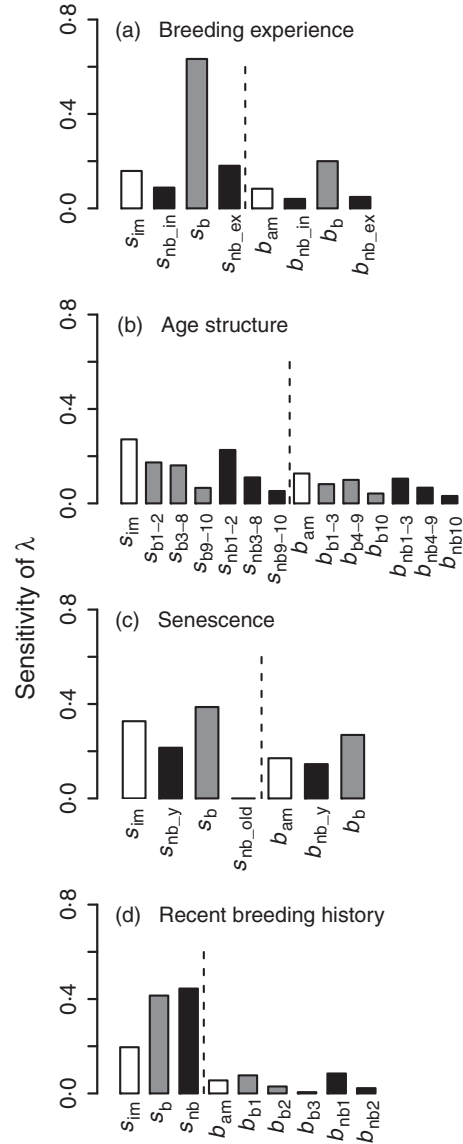 Sensitivity of λ
(a) Breeding experience
0·8
0·4
0·0
s_im s_nb_in s_b s_nb_ex b_am b_nb_in b_b b_nb_ex
(b) Age structure
0·8
0·4
0·0
s_im s_b1–2 s_b3–8 s_b9–10 s_nb1–2 s_nb3–8 s_nb9–10 b_am b_b1–3 b_b4–9 b_b10 b_nb1–3 b_nb4–9 b_nb10
(c) Senescence
0·8
0·4
0·0
s_im s_nb_y s_b s_nb_old b_am b_nb_y b_b
(d) Recent breeding history
0·8
0·4
0·0
s_im s_b s_nb b_am b_b1 b_b2 b_b3 b_nb1 b_nb2